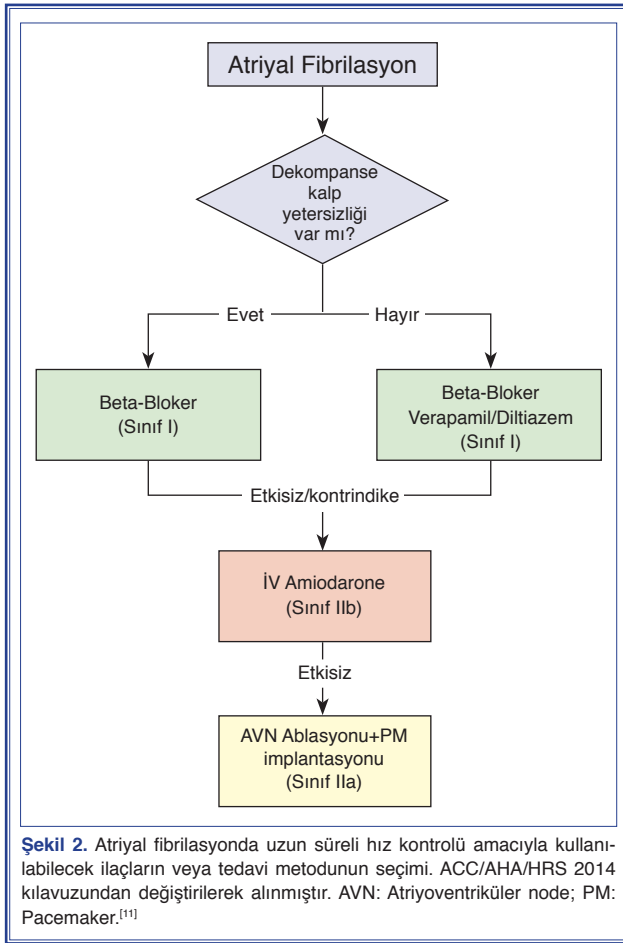 Atriyal Fibrilasyon
Dekompanse
kalp
yetersizliği
var mı?
Evet
Hayır
Beta-Bloker
(Sınıf I)
Beta-Bloker
Verapamil/Diltiazem
(Sınıf I)
Etkisiz/kontrindike
İV Amiodarone
(Sınıf IIb)
Etkisiz
AVN Ablasyonu+PM
implantasyonu
(Sınıf IIa)
Şekil 2. Atriyal fibrilasyonda uzun süreli hız kontrolü amacıyla kullanı-
labilecek ilaçların veya tedavi metodunun seçimi. ACC/AHA/HRS 2014
kılavuzundan değiştirilerek alınmıştır. AVN: Atriyoventriküler node; PM:
Pacemaker.[11]